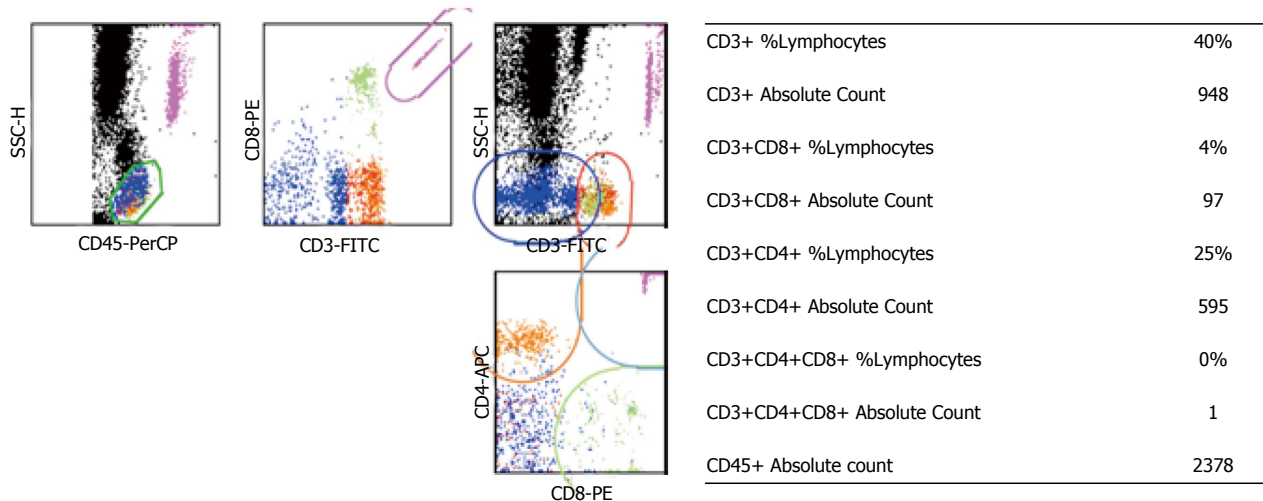 SSC-H
CD45-PerCP
CD8-PE
CD3-FITC
SSC-H
CD3-FITC
CD4-APC
CD8-PE
CD3+ %Lymphocytes 40%
CD3+ Absolute Count 948
CD3+CD8+ %Lymphocytes 4%
CD3+CD8+ Absolute Count 97
CD3+CD4+ %Lymphocytes 25%
CD3+CD4+ Absolute Count 595
CD3+CD4+CD8+ %Lymphocytes 0%
CD3+CD4+CD8+ Absolute Count 1
CD45+ Absolute count 2378